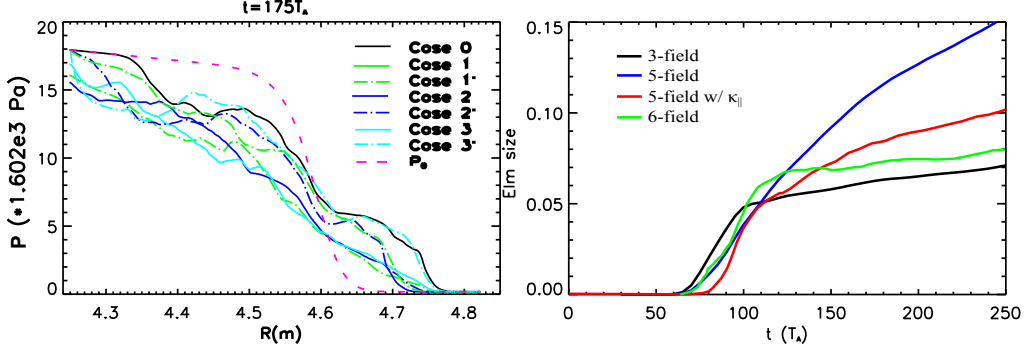 t=175TA
P (*1.602e3 Pa)
20
15
10
5
0
4.3
4.4
4.5
4.6
4.7
4.8
R(m)
Case 0
Case 1
Case 1'
Case 2
Case 2'
Case 3
Case 3'
P0
Elm size
0.15
0.10
0.05
0.00
0
50
100
150
200
250
t (TA)
3-field
5-field
5-field w/ κ||
6-field